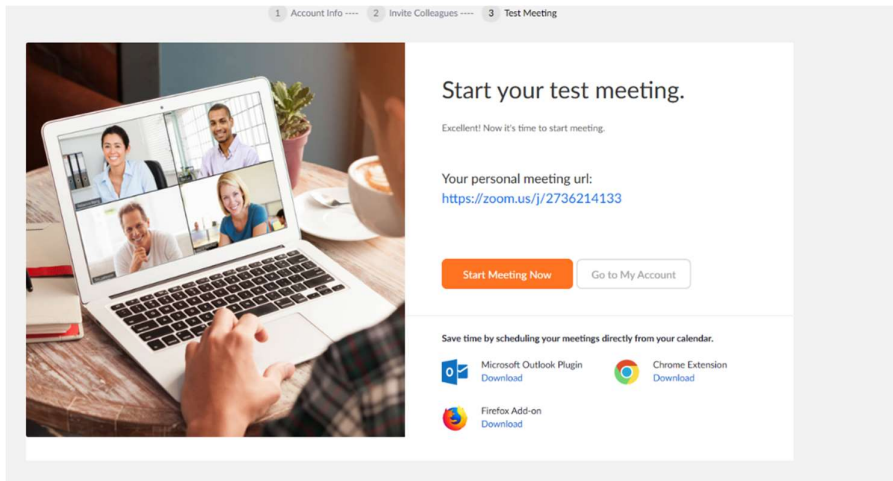 1 Account Info ---- 2 Invite Colleagues ---- 3 Test Meeting
Start your test meeting.
Excellent! Now it's time to start meeting.
Your personal meeting url:
https://zoom.us/j/2736214133
Start Meeting Now Go to My Account
Save time by scheduling your meetings directly from your calendar.
Microsoft Outlook Plugin
Download
Chrome Extension
Download
Firefox Add-on
Download